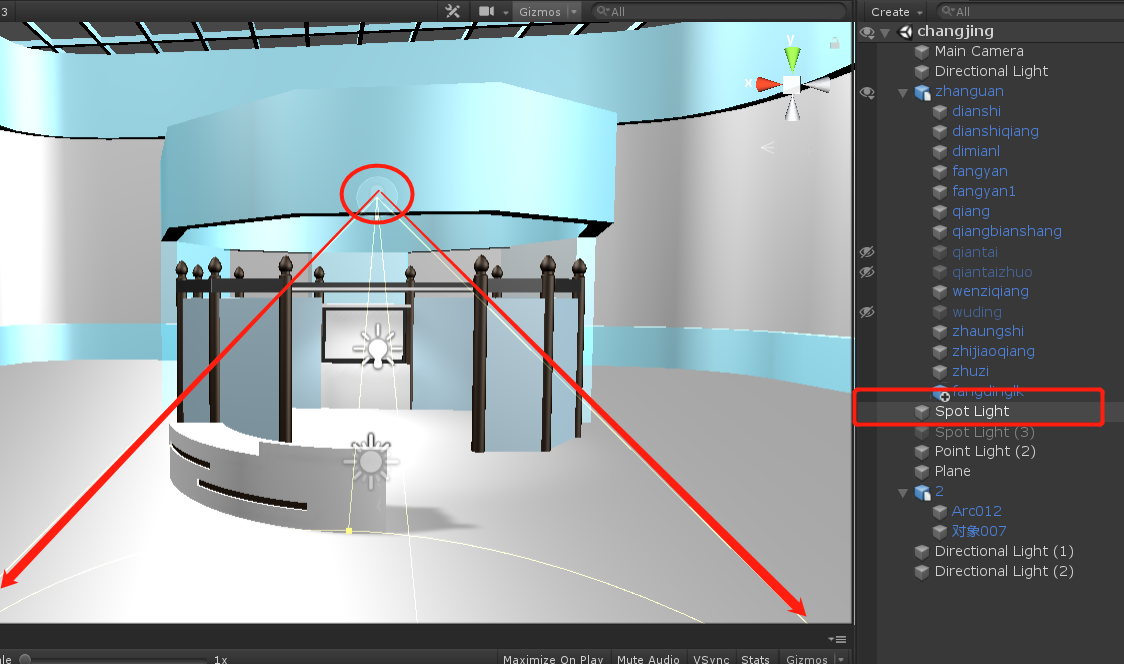 3
Gizmos
All
y
x
Create
All
changjing
Main Camera
Directional Light
zhanguan
dianshi
dianshiqiang
dimianl
fangyan
fangyan1
qiang
qiangbianshang
qiantai
qiantaizhuo
wenziqiang
wuding
zhaungshi
zhijiaoqiang
zhuzi
fangdinglk
Spot Light
Spot Light (3)
Point Light (2)
Plane
2
Arc012
对象007
Directional Light (1)
Directional Light (2)
le
1x
Maximize On Play
Mute Audio
VSync
Stats
Gizmos